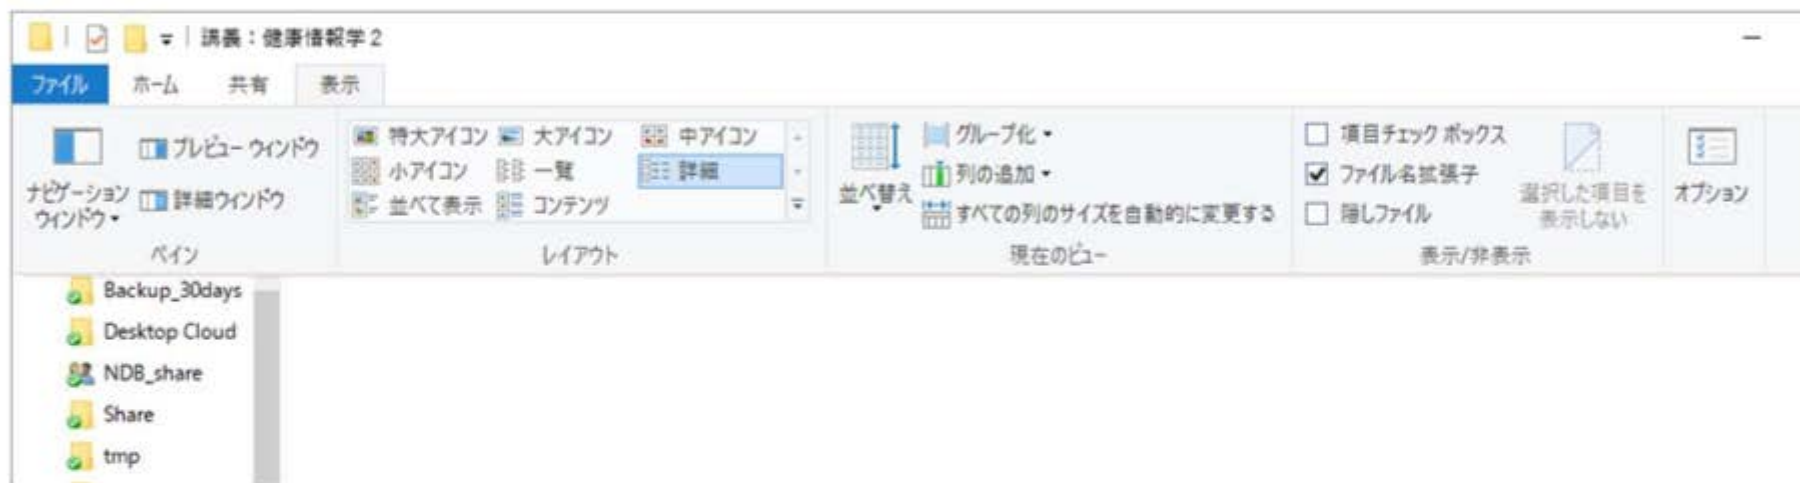 講義：健康情報学2
ファイル ホーム 共有 表示
ナビゲーション ウィンドウ
プレビュー ウィンドウ
詳細ウィンドウ
ペイン
特大アイコン 大アイコン 中アイコン
小アイコン 一覧 詳細
並べて表示 コンテンツ
レイアウト
並べ替え
グループ化
列の追加
すべての列のサイズを自動的に変更する
現在のビュー
項目チェック ボックス
ファイル名拡張子
隠しファイル
選択した項目を
表示しない
表示/非表示
オプション
Backup_30days
Desktop Cloud
NDB_share
Share
tmp